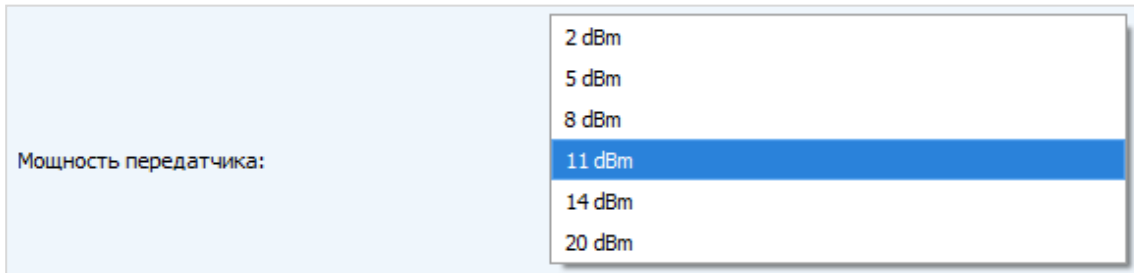 Мощность передатчика:
2 dBm
5 dBm
8 dBm
11 dBm
14 dBm
20 dBm